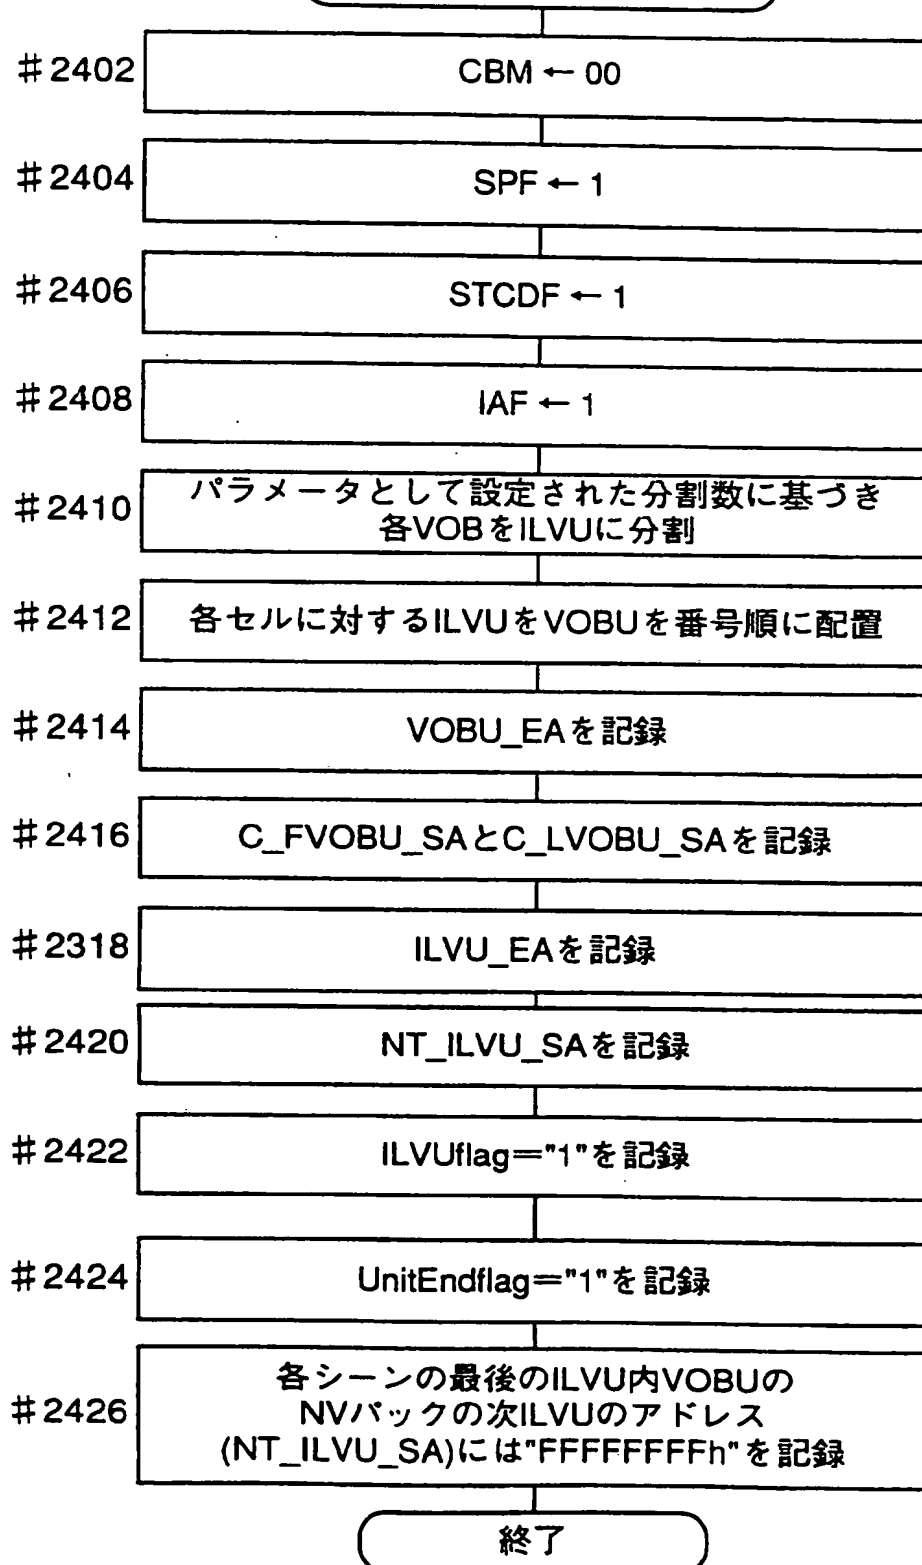 #2402 CBM ← 00
#2404 SPF ← 1
#2406 STCDF ← 1
#2408 IAF ← 1
#2410 パラメータとして設定された分割数に基づき
各VOBをILVUに分割
#2412 各セルに対するILVUをVOBUを番号順に配置
#2414 VOBU_EAを記録
#2416 C_FVOBU_SAとC_LVOBU_SAを記録
#2318 ILVU_EAを記録
#2420 NT_ILVU_SAを記録
#2422 ILVUflag="1"を記録
#2424 UnitEndflag="1"を記録
#2426 各シーンの最後のILVU内VOBUの
NVパックの次ILVUのアドレス
(NT_ILVU_SA)には"FFFFFFFFh"を記録
終了